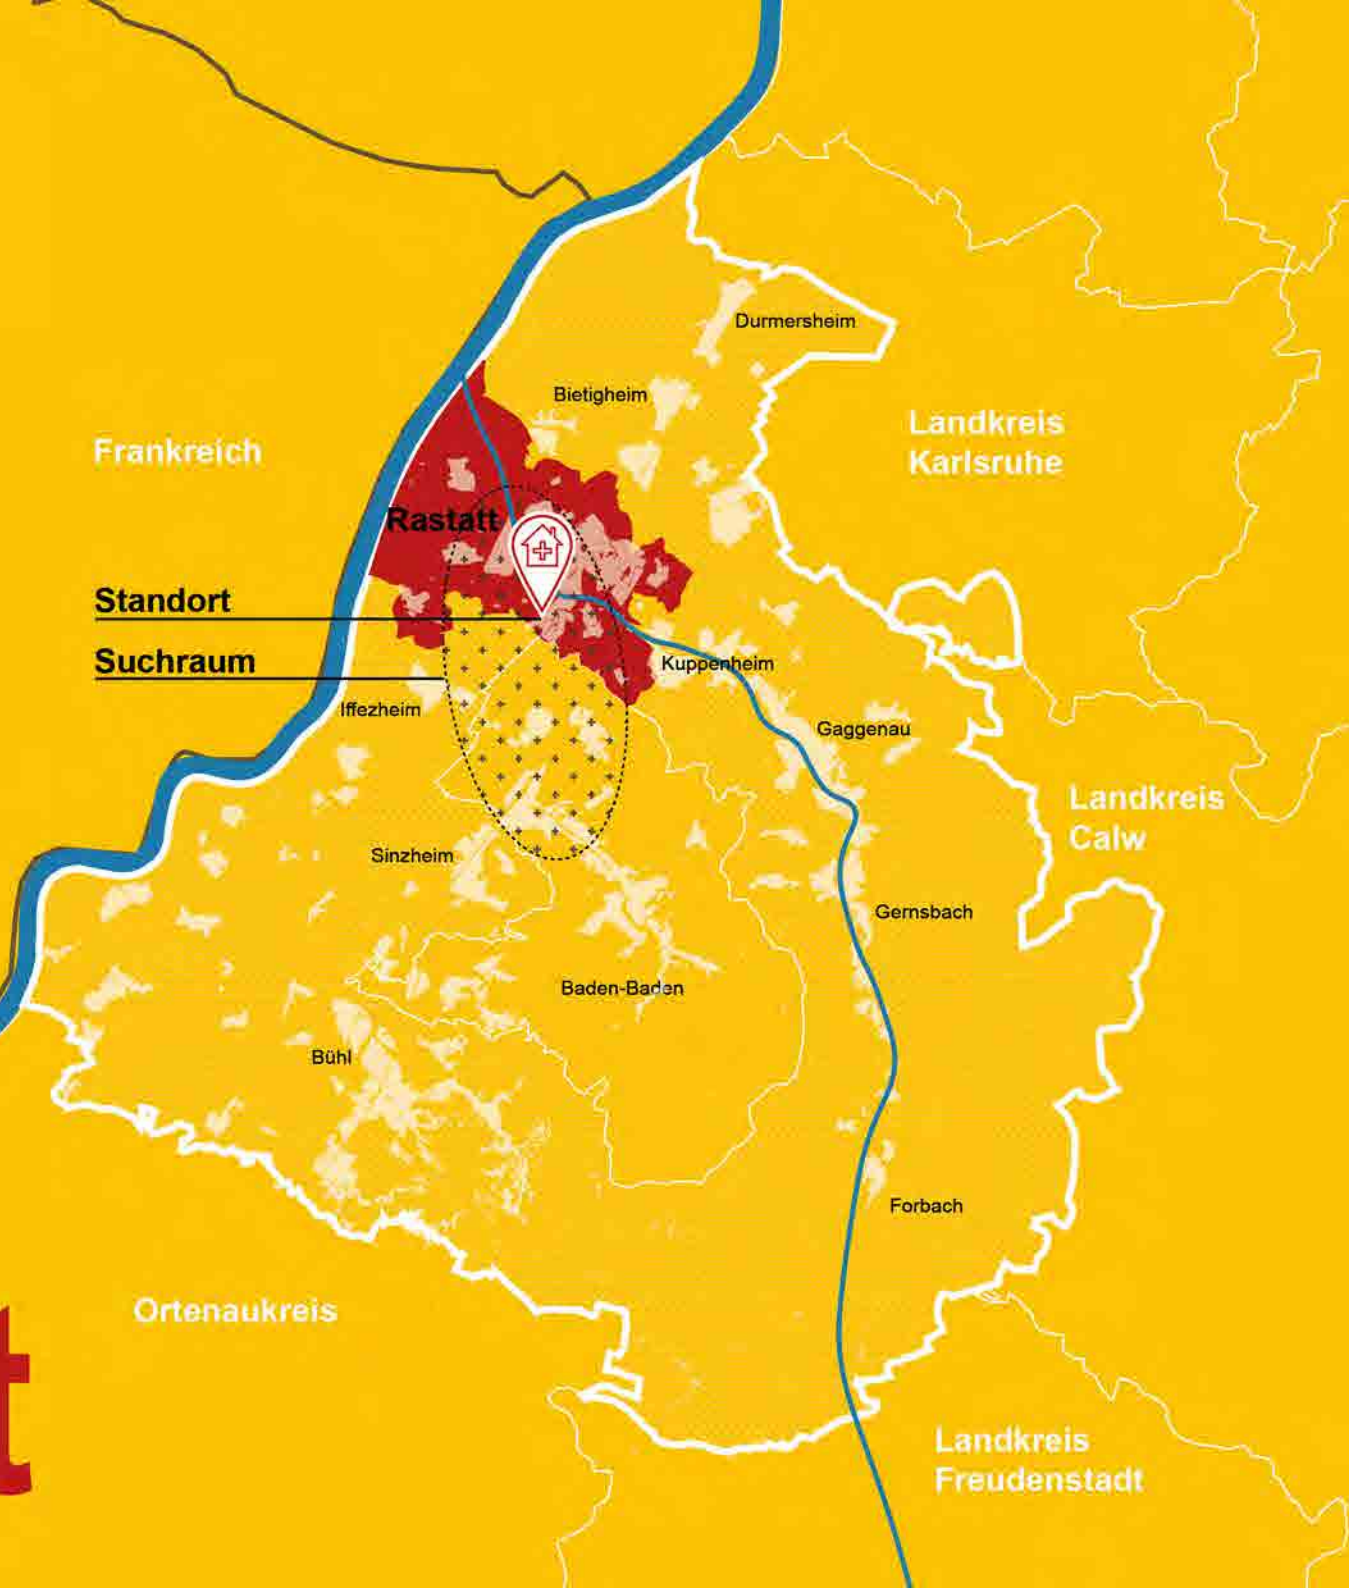 Durmersheim
Bietigheim
Landkreis
Karlsruhe
Frankreich
Rastatt
Standort
Suchraum
Kuppenheim
Iffezheim
Gaggenau
Landkreis
Calw
Sinzheim
Gernsbach
Baden-Baden
Bühl
Forbach
Ortenaukreis
t
Landkreis
Freudenstadt